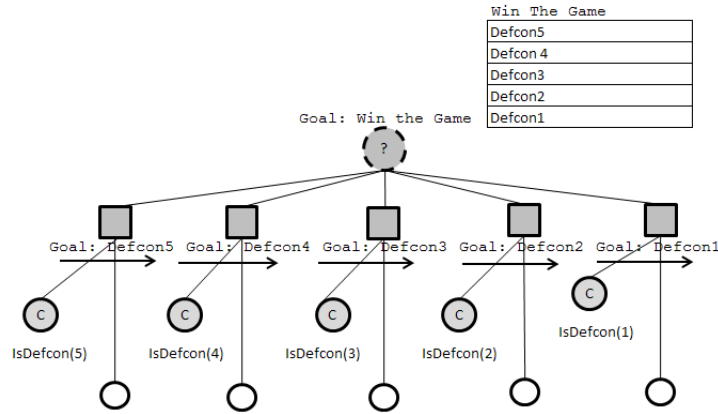 Win The Game
Defcon5
Defcon 4
Defcon3
Defcon2
Defcon1
Goal: Win the Game
?
Goal: Defcon5
Goal: Defcon4
Goal: Defcon3
Goal: Defcon2
Goal: Defcon1
C
C
C
C
C
IsDefcon(5)
IsDefcon(4)
IsDefcon(3)
IsDefcon(2)
IsDefcon(1)